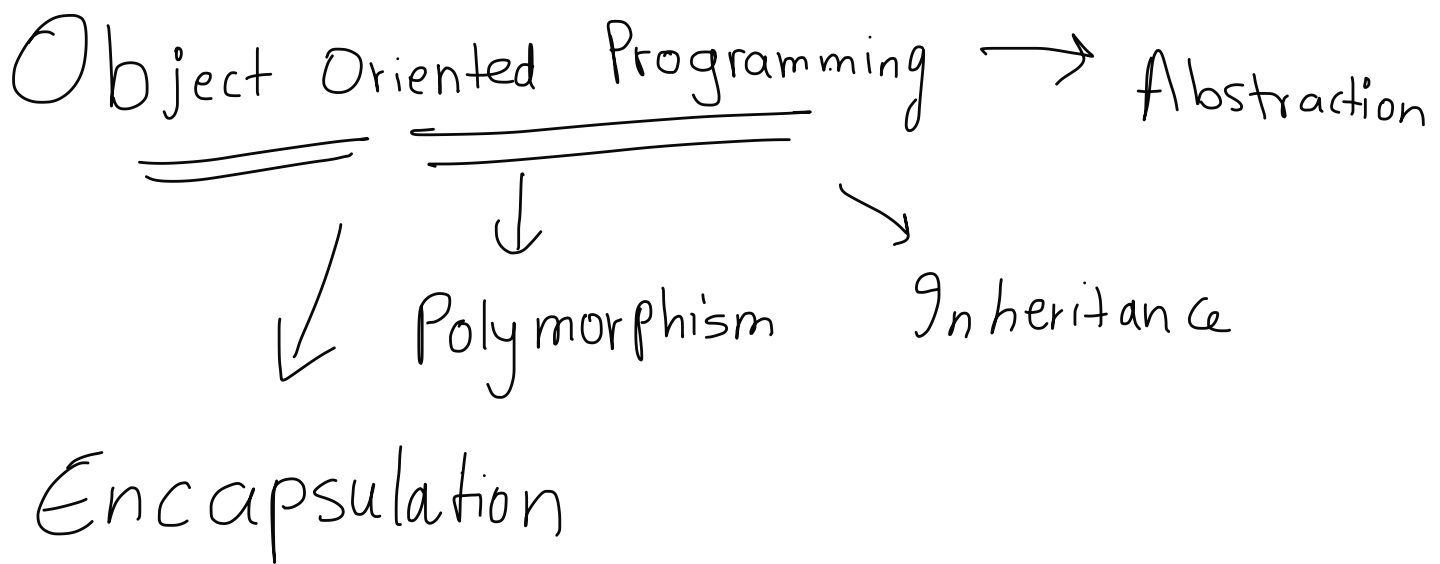 Object Oriented Programming → Abstraction
Polymorphism
Inheritance
Encapsulation